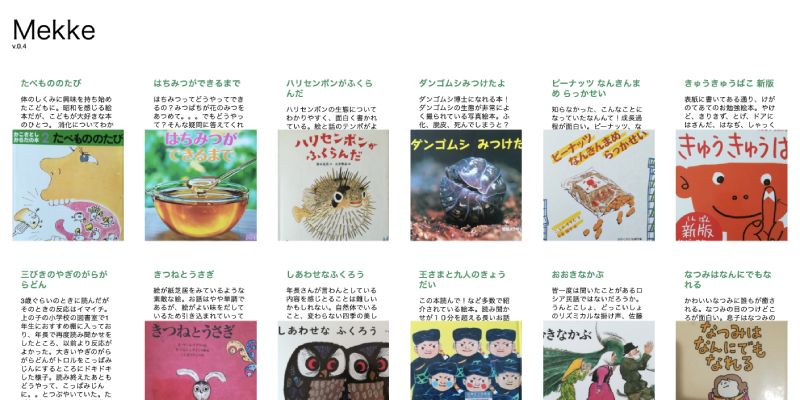 Mekke
v.0.4
たべもののたび
体のしくみに興味を持ち始め
たこどもに。昭和を感じる絵
本だが、こどもが大好きな本
のひとつ。 消化についてわか
かこさとし
からだの本
2 たべもののたび
はちみつができるまで
はちみつってどうやってでき
るの？みつばちが花のみつを
あつめて。。でもどうやっ
て？そんな疑問に答えてくれ
はちみつが
できるまで
ハリセンボンがふくら
んだ
ハリセンボンの生態について
わかりやすく、面白く書かれ
ている。絵と話のテンポがよ
ハリセンボンが
ふくらんだ
ダンゴムシみつけたよ
ダンゴムシ博士になれる本！
ダンゴムシの生態が非常によ
く撮られている写真絵本。ふ
化、脱皮、死んでしまうと？
ダンゴムシ みつけた
ピーナッツ なんきんま
め らっかせい
知らなかった、こんなことに
なっていたなんて！成長過
程が面白い。ピーナッツ、な
ピーナッツ
なんきんまめ
らっかせい
きゅうきゅうばこ 新版
表紙に書いてある通り、けが
のてあてのお勉強絵本。やけ
ど、きりきず、とげ、ドアに
はさんだ、はなぢ、しゃっく
きゅうきゅうば
しんぱん
新版
三びきのやぎのがらが
らどん
3歳ぐらいのときに読んだが
そのときの反応はイマイチ。
上の子の小学校の図書室で1
年生におすすめ棚に入ってお
り、年長で再度読み聞かせを
したところ、以前より反応が
よかった。大きいやぎのがら
がらどんがトロルをこっぱみ
じんにするところにドキドキ
した様子。読み終えたあとも
どうやって、こっぱみじん
に。。とつぶやいていた。た
きつねとうさぎ
絵が紙芝居をみているような
素敵な絵。お話はやや単調で
あるが、絵がよい味をだして
いるため引き込まれていって
きつねとうさぎ
しあわせなふくろう
年長さんが言わんとしている
内容を感じとることは難しい
かもしれない。自然体でいる
こと、変わらない四季の美し
しあわせな ふくろう
王さまと九人のきょう
だい
この本読んで！など多数で紹
介されている絵本。読み聞か
せが１０分を超える長いお話
おおきなかぶ
皆一度は聞いたことがあるロ
シア民話ではないだろうか。
うんとこしょ、どっこいしょ
のリズミカルな掛け声、佐藤
きなかぶ
なつみはなんにでもな
れる
かわいいなつみに誰もが癒さ
れる。なつみの目のつけどこ
ろが面白い。息子はなつみの
なつみは
なんにでも
なれる